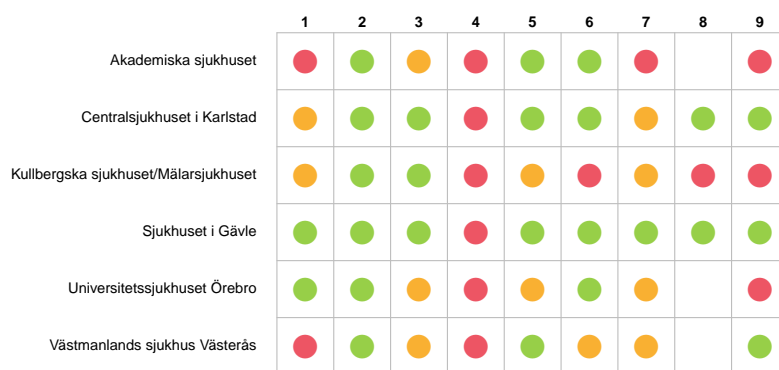 1 2 3 4 5 6 7 8 9
Akademiska sjukhuset
Centralsjukhuset i Karlstad
Kullbergska sjukhuset/Mälarsjukhuset
Sjukhuset i Gävle
Universitetssjukhuset Örebro
Västmanlands sjukhus Västerås